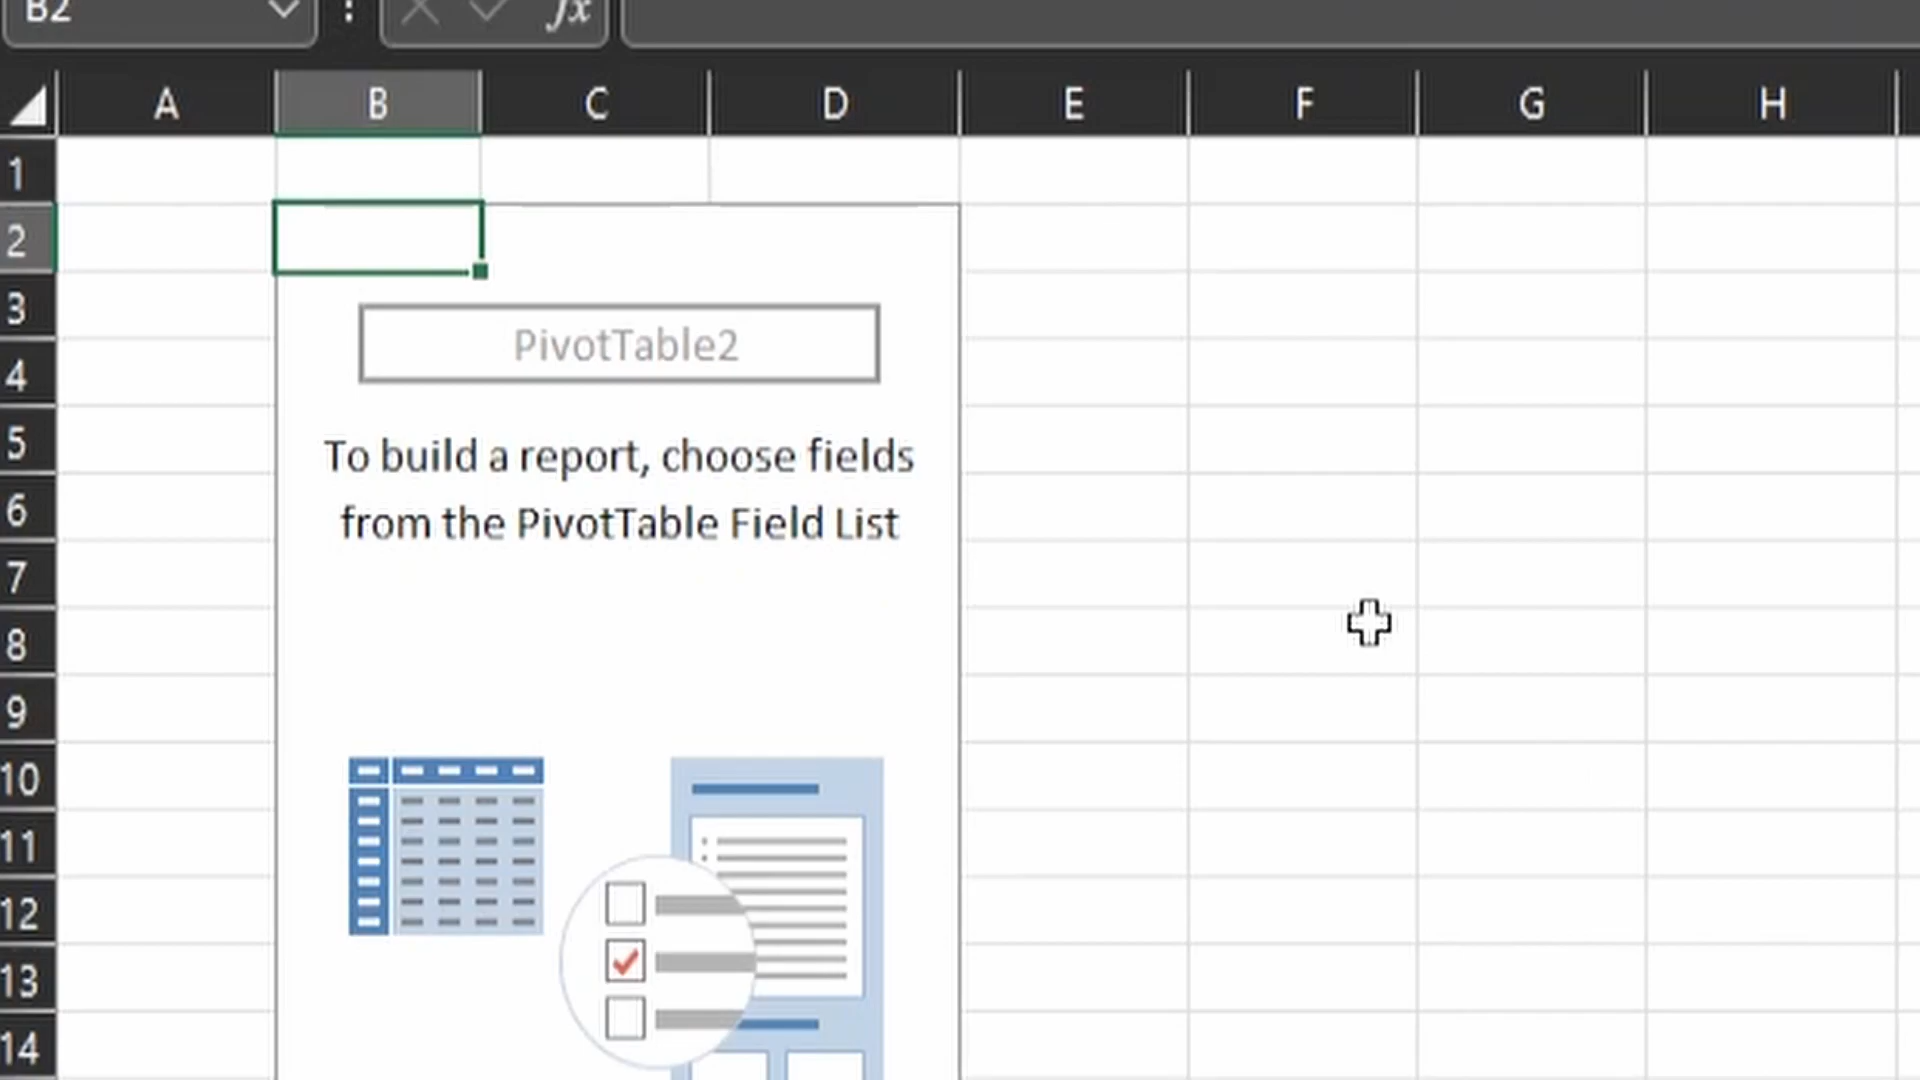 B2 fx
A B C D E F G H
1
2
3
PivotTable2
4
5
To build a report, choose fields
6
from the PivotTable Field List
7
8
9
10
11
12
13
14